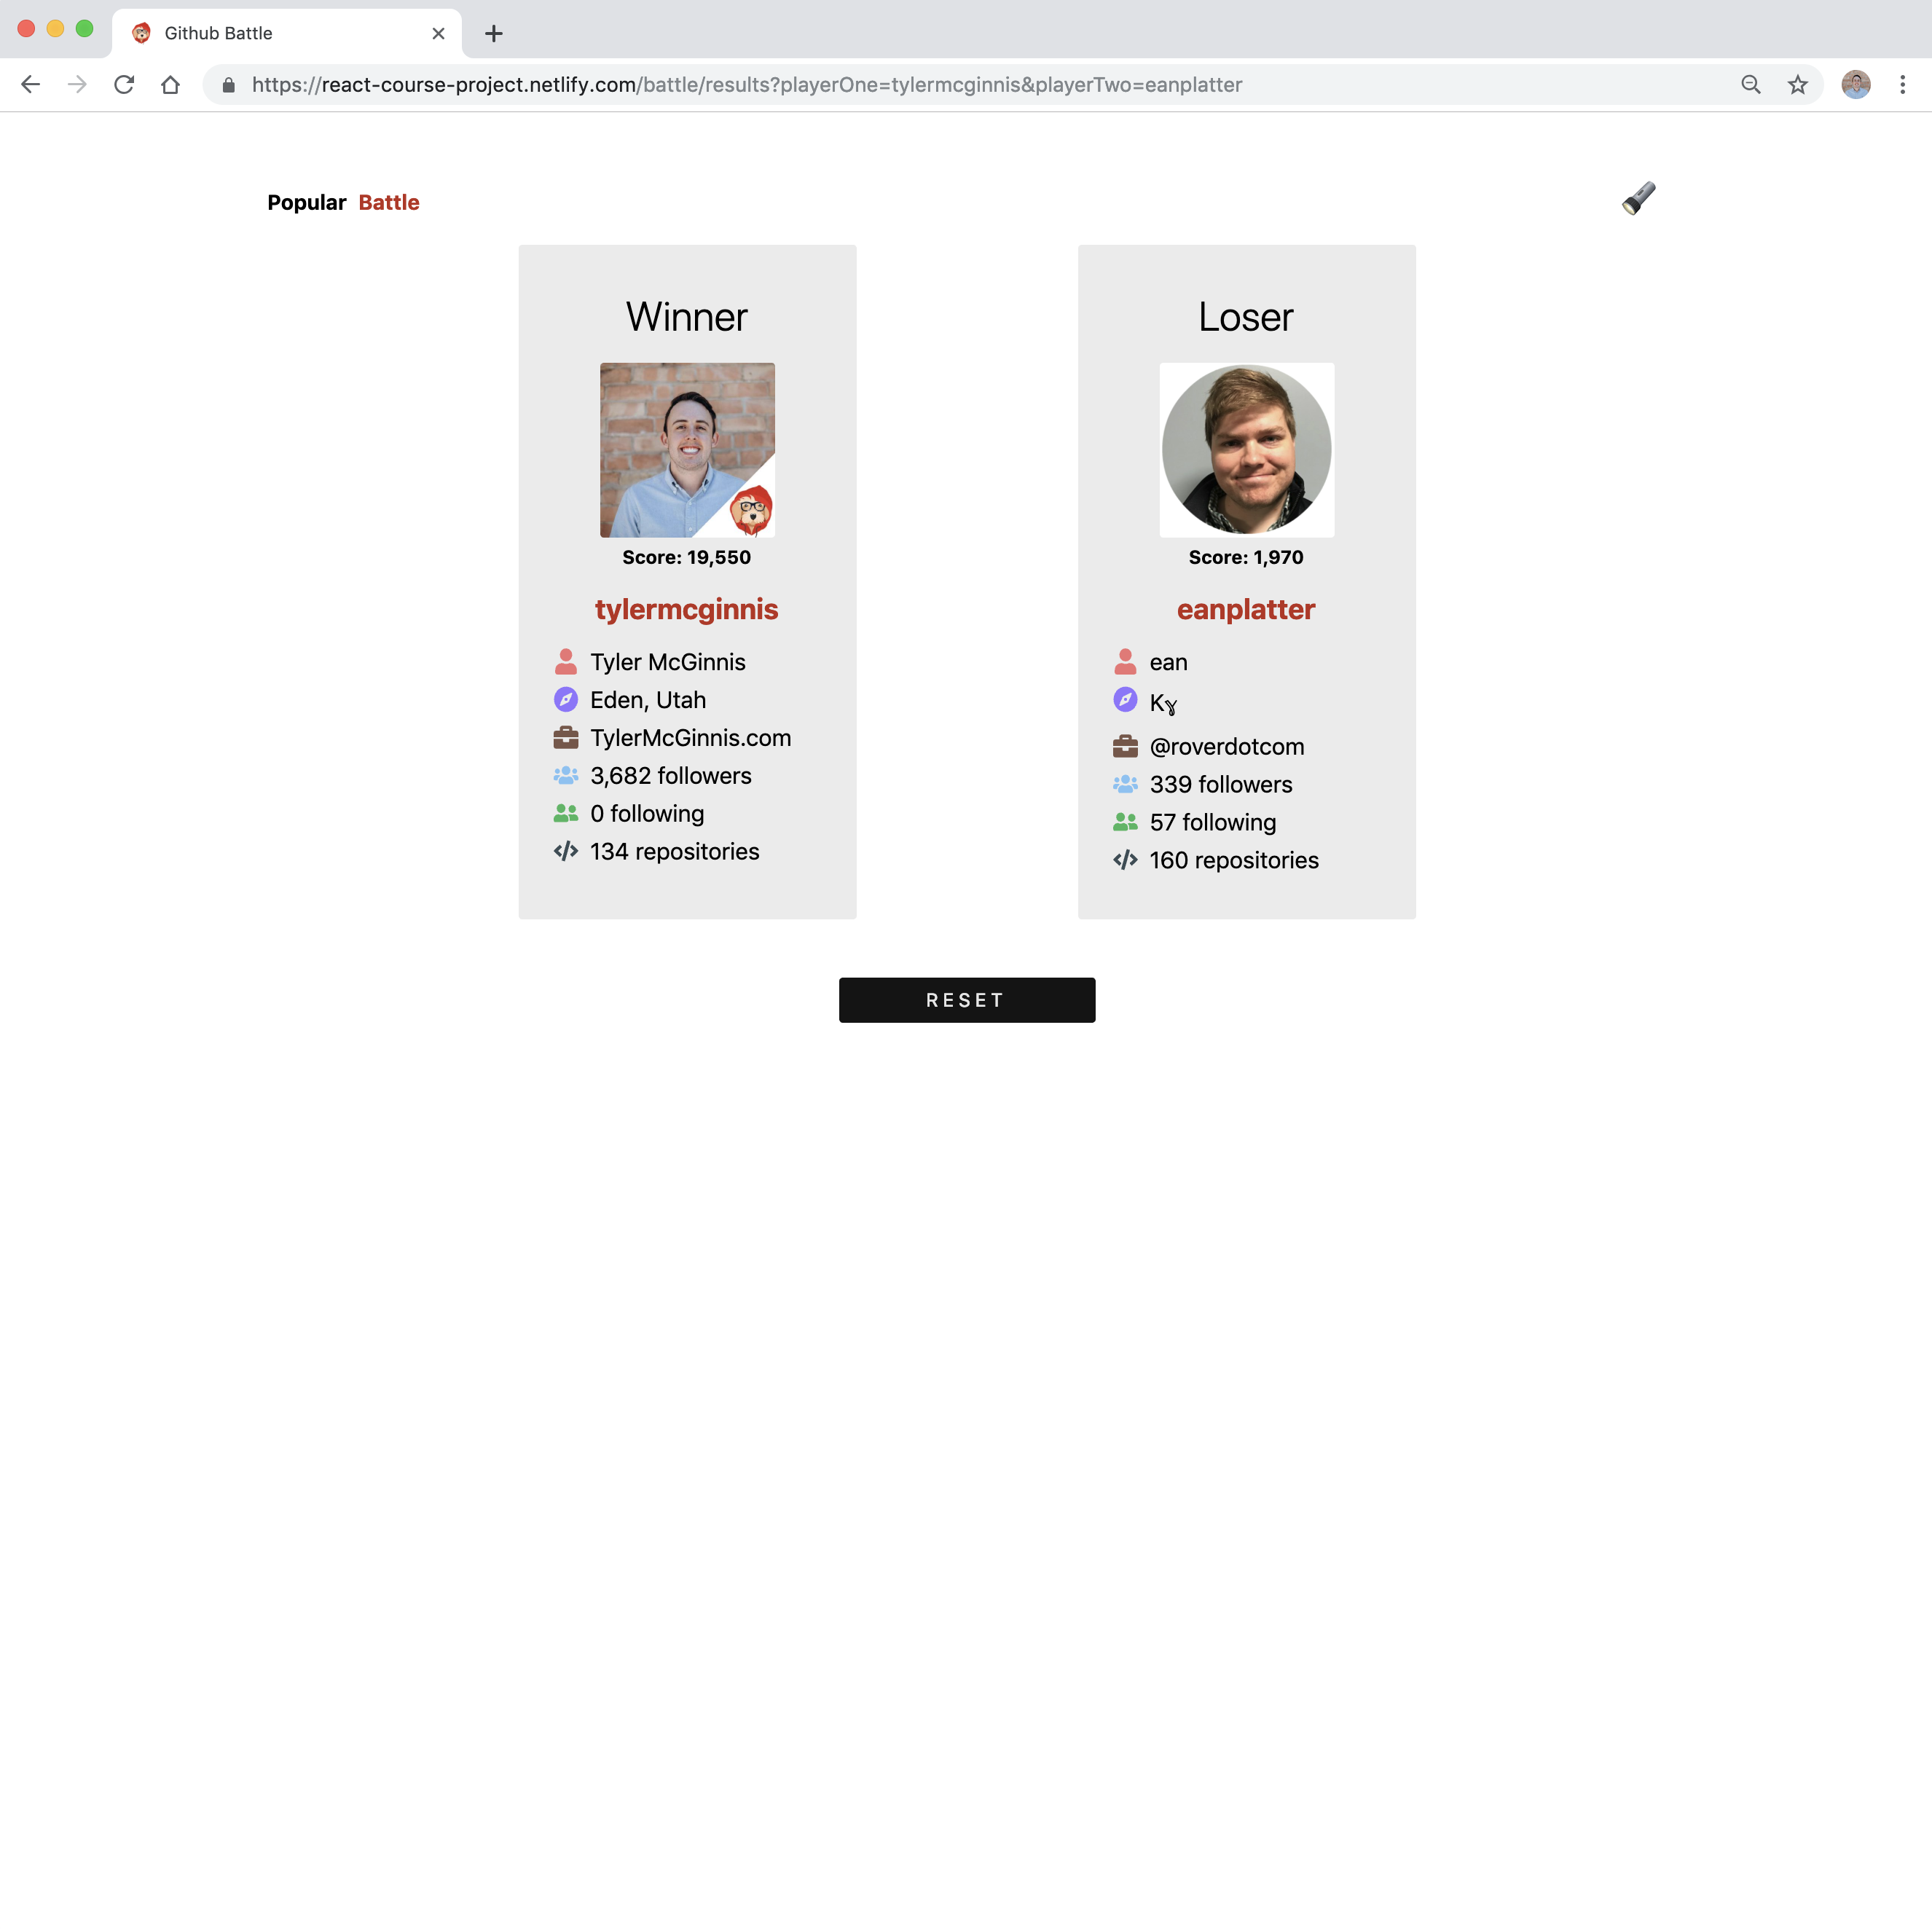 Github Battle
https://react-course-project.netlify.com/battle/results?playerOne=tylermcginnis&playerTwo=eanplatter
Popular Battle
Winner
Score: 19,550
tylermcginnis
Tyler McGinnis
Eden, Utah
TylerMcGinnis.com
3,682 followers
0 following
134 repositories
Loser
Score: 1,970
eanplatter
ean
@roverdotcom
339 followers
57 following
160 repositories
RESET